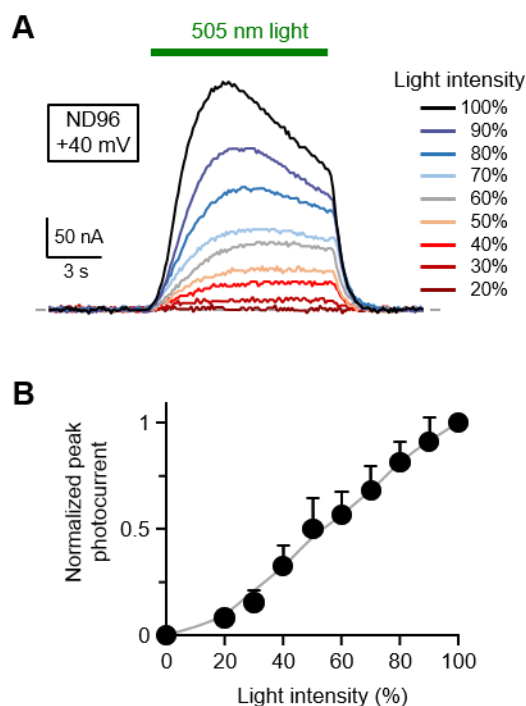 A
505 nm light
ND96
+40 mV
50 nA
3 s
Light intensity
100%
90%
80%
70%
60%
50%
40%
30%
20%
B
Normalized peak
photocurrent
1
0.5
0
0 20 40 60 80 100
Light intensity (%)